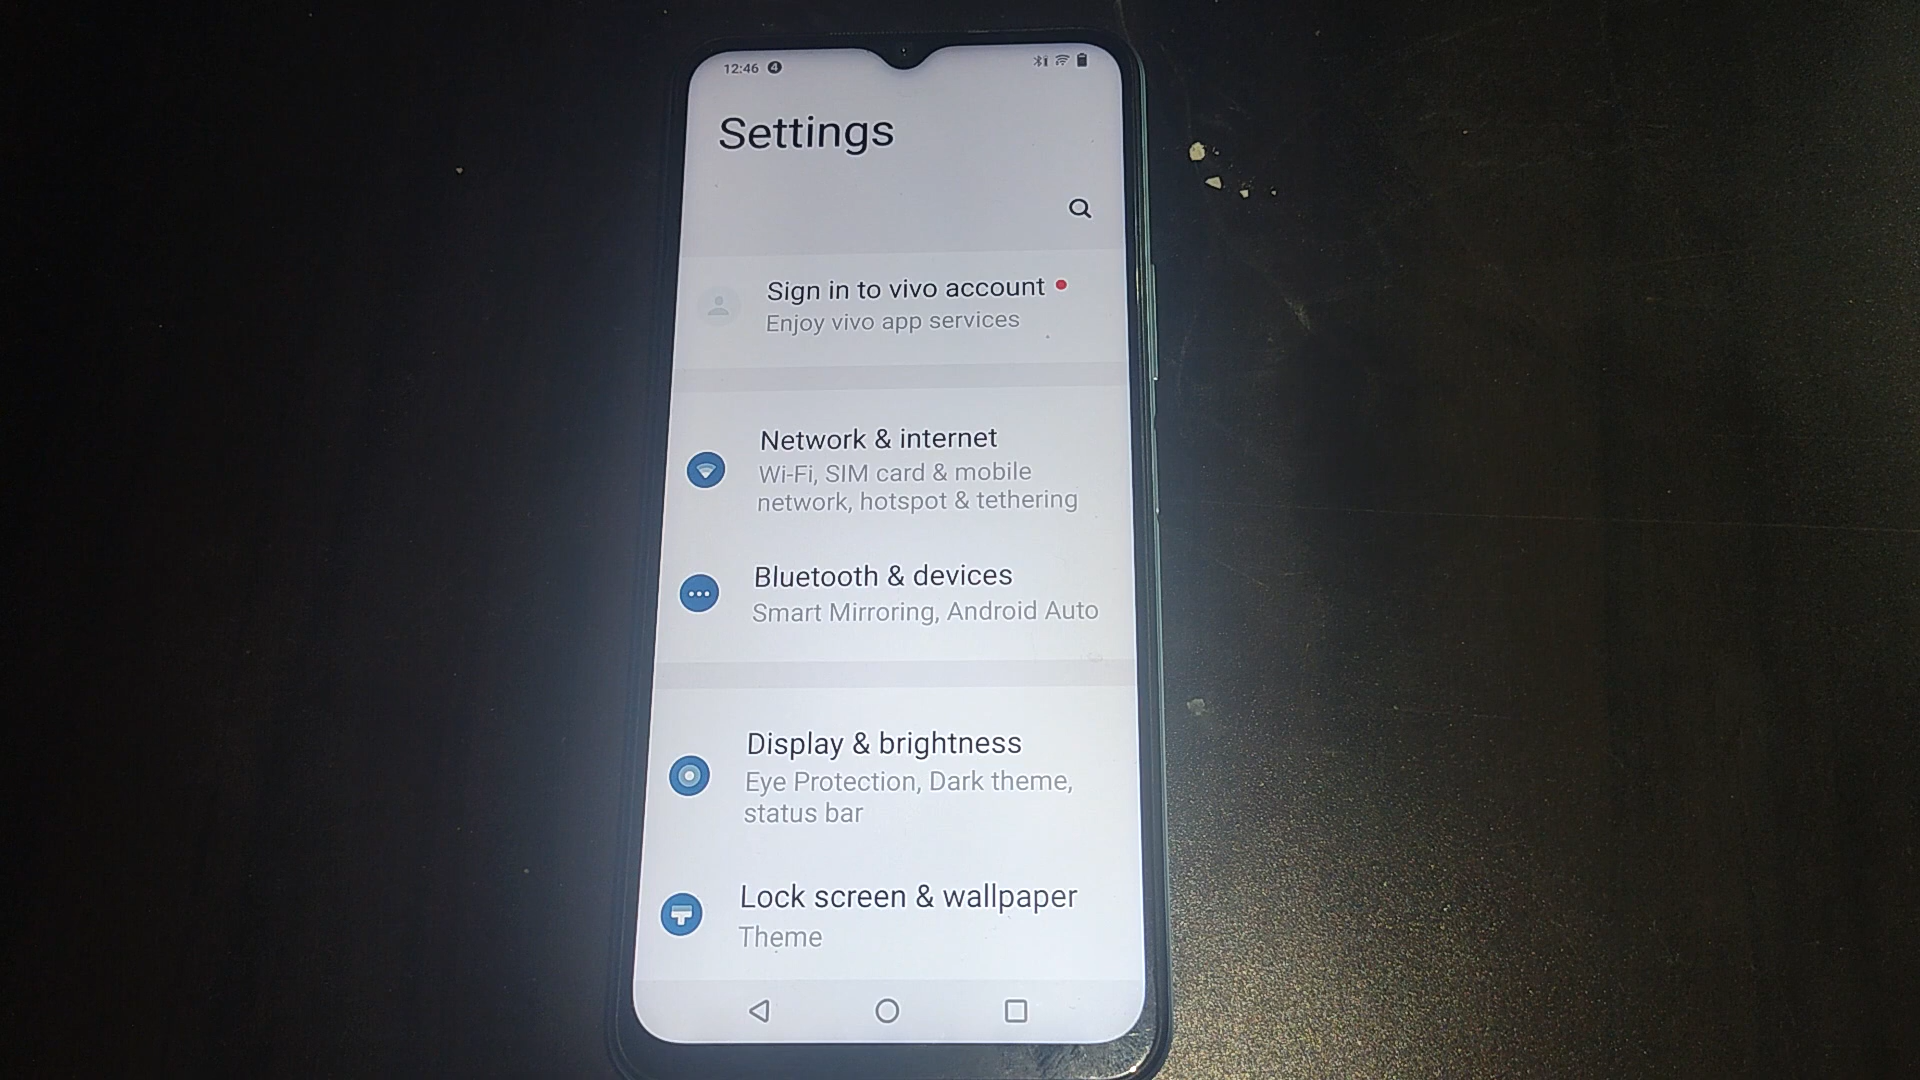 12:46 4
Settings
Sign in to vivo account
Enjoy vivo app services
Network & internet
Wi-Fi, SIM card & mobile
network, hotspot & tethering
Bluetooth & devices
Smart Mirroring, Android Auto
Display & brightness
Eye Protection, Dark theme,
status bar
Lock screen & wallpaper
Theme